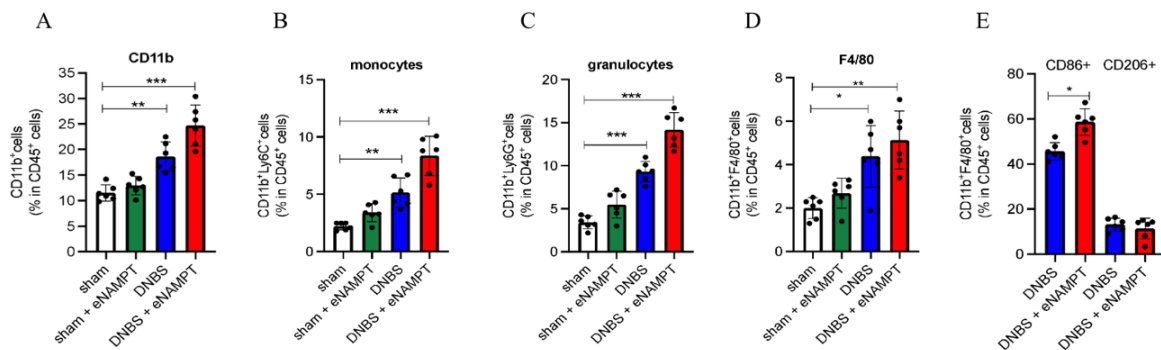 A
CD11b
CD11b⁺cells
(% in CD45⁺ cells)
35
30
25
20
15
10
5
0
***
**
sham
sham + eNAMPT
DNBS
DNBS + eNAMPT
B
monocytes
CD11b⁺Ly6C⁺cells
(% in CD45⁺ cells)
15
10
5
0
***
**
sham
sham + eNAMPT
DNBS
DNBS + eNAMPT
C
granulocytes
CD11b⁺Ly6G⁺cells
(% in CD45⁺ cells)
20
15
10
5
0
***
***
sham
sham + eNAMPT
DNBS
DNBS + eNAMPT
D
F4/80
CD11b⁺F4/80⁺cells
(% in CD45⁺ cells)
8
6
4
2
0
**
*
sham
sham + eNAMPT
DNBS
DNBS + eNAMPT
E
CD86+ CD206+
CD11b⁺F4/80⁺cells
(% in CD45⁺ cells)
80
60
40
20
0
*
DNBS
DNBS + eNAMPT
DNBS
DNBS + eNAMPT